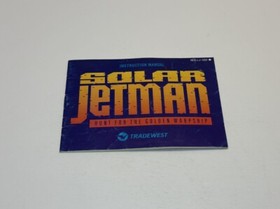 INSTRUCTION MANUAL
SOLAR
JETMAN
HUNT FOR THE GOLDEN WARPSHIP
TRADEWEST